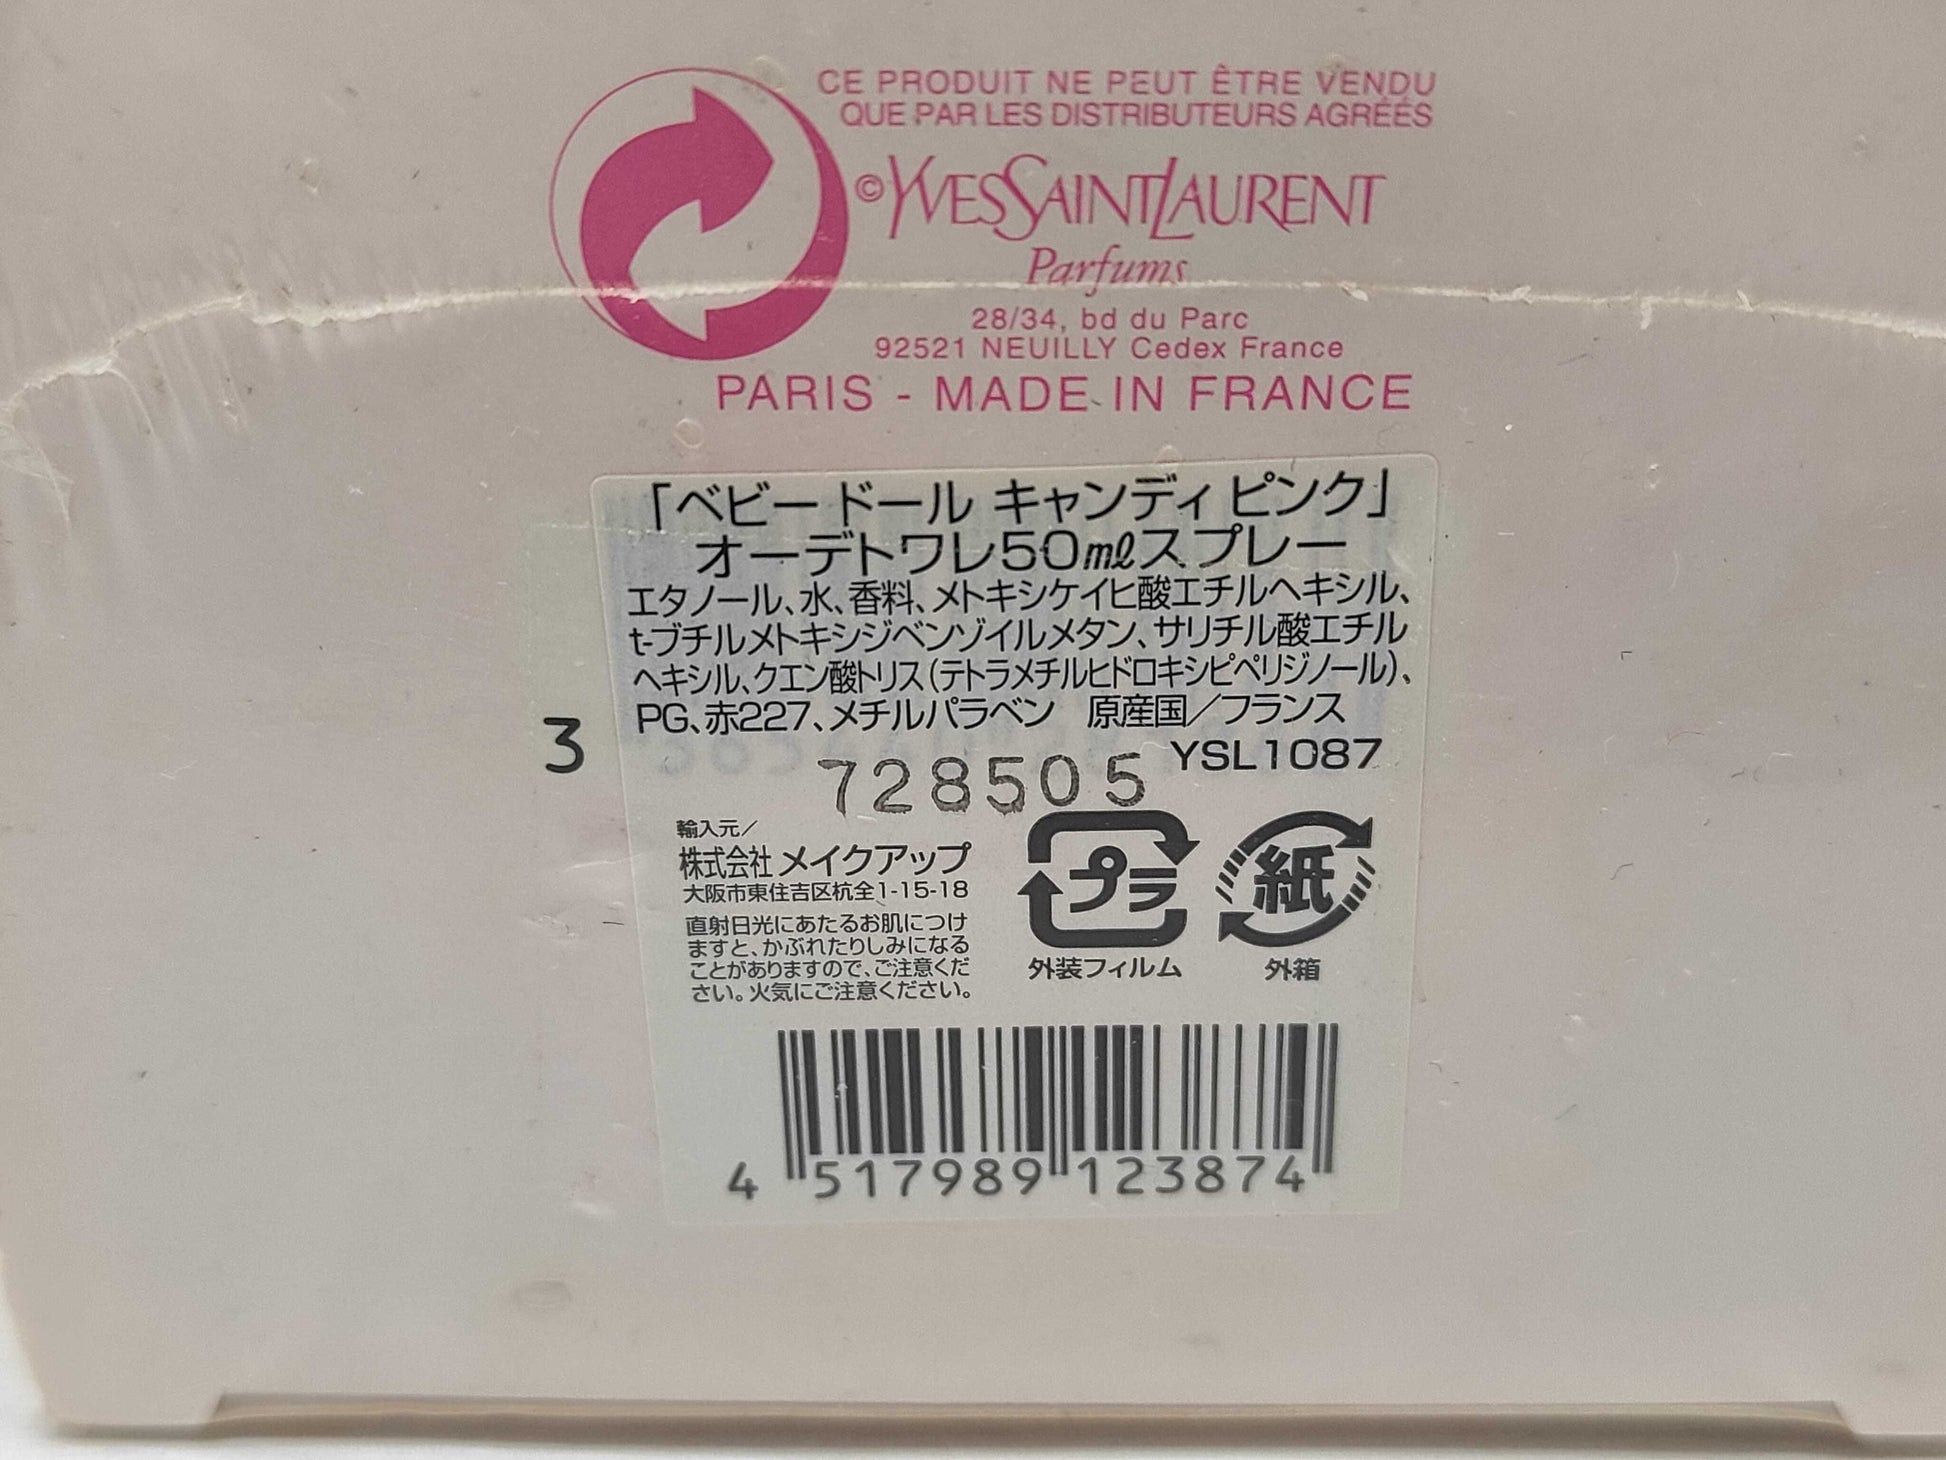 CE PRODUIT NE PEUT ÊTRE VENDU
QUE PAR LES DISTRIBUTEURS AGRÉÉS
©YVESSAINTLAURENT
Parfums
28/34, bd du Parc
92521 NEUILLY Cedex France
PARIS - MADE IN FRANCE
「ベビー ドール キャンディ ピンク」
オーデトワレ50mlスプレー
エタノール、水、香料、メトキシケイヒ酸エチルヘキシル、
t-ブチルメトキシジベンゾイルメタン、サリチル酸エチル
ヘキシル、クエン酸トリス(テトラメチルヒドロキシピペリジノール)、
PG、赤227、メチルパラベン 原産国/フランス
3
YSL1087
728505
輸入元/
株式会社 メイクアップ
大阪市東住吉区杭全1-15-18
直射日光にあたるお肌につけ
ますと、かぶれたりしみになる
ことがありますので、ご注意くだ
さい。火気にご注意ください。
プラ
外装フィルム
紙
外箱
4 517989 123874